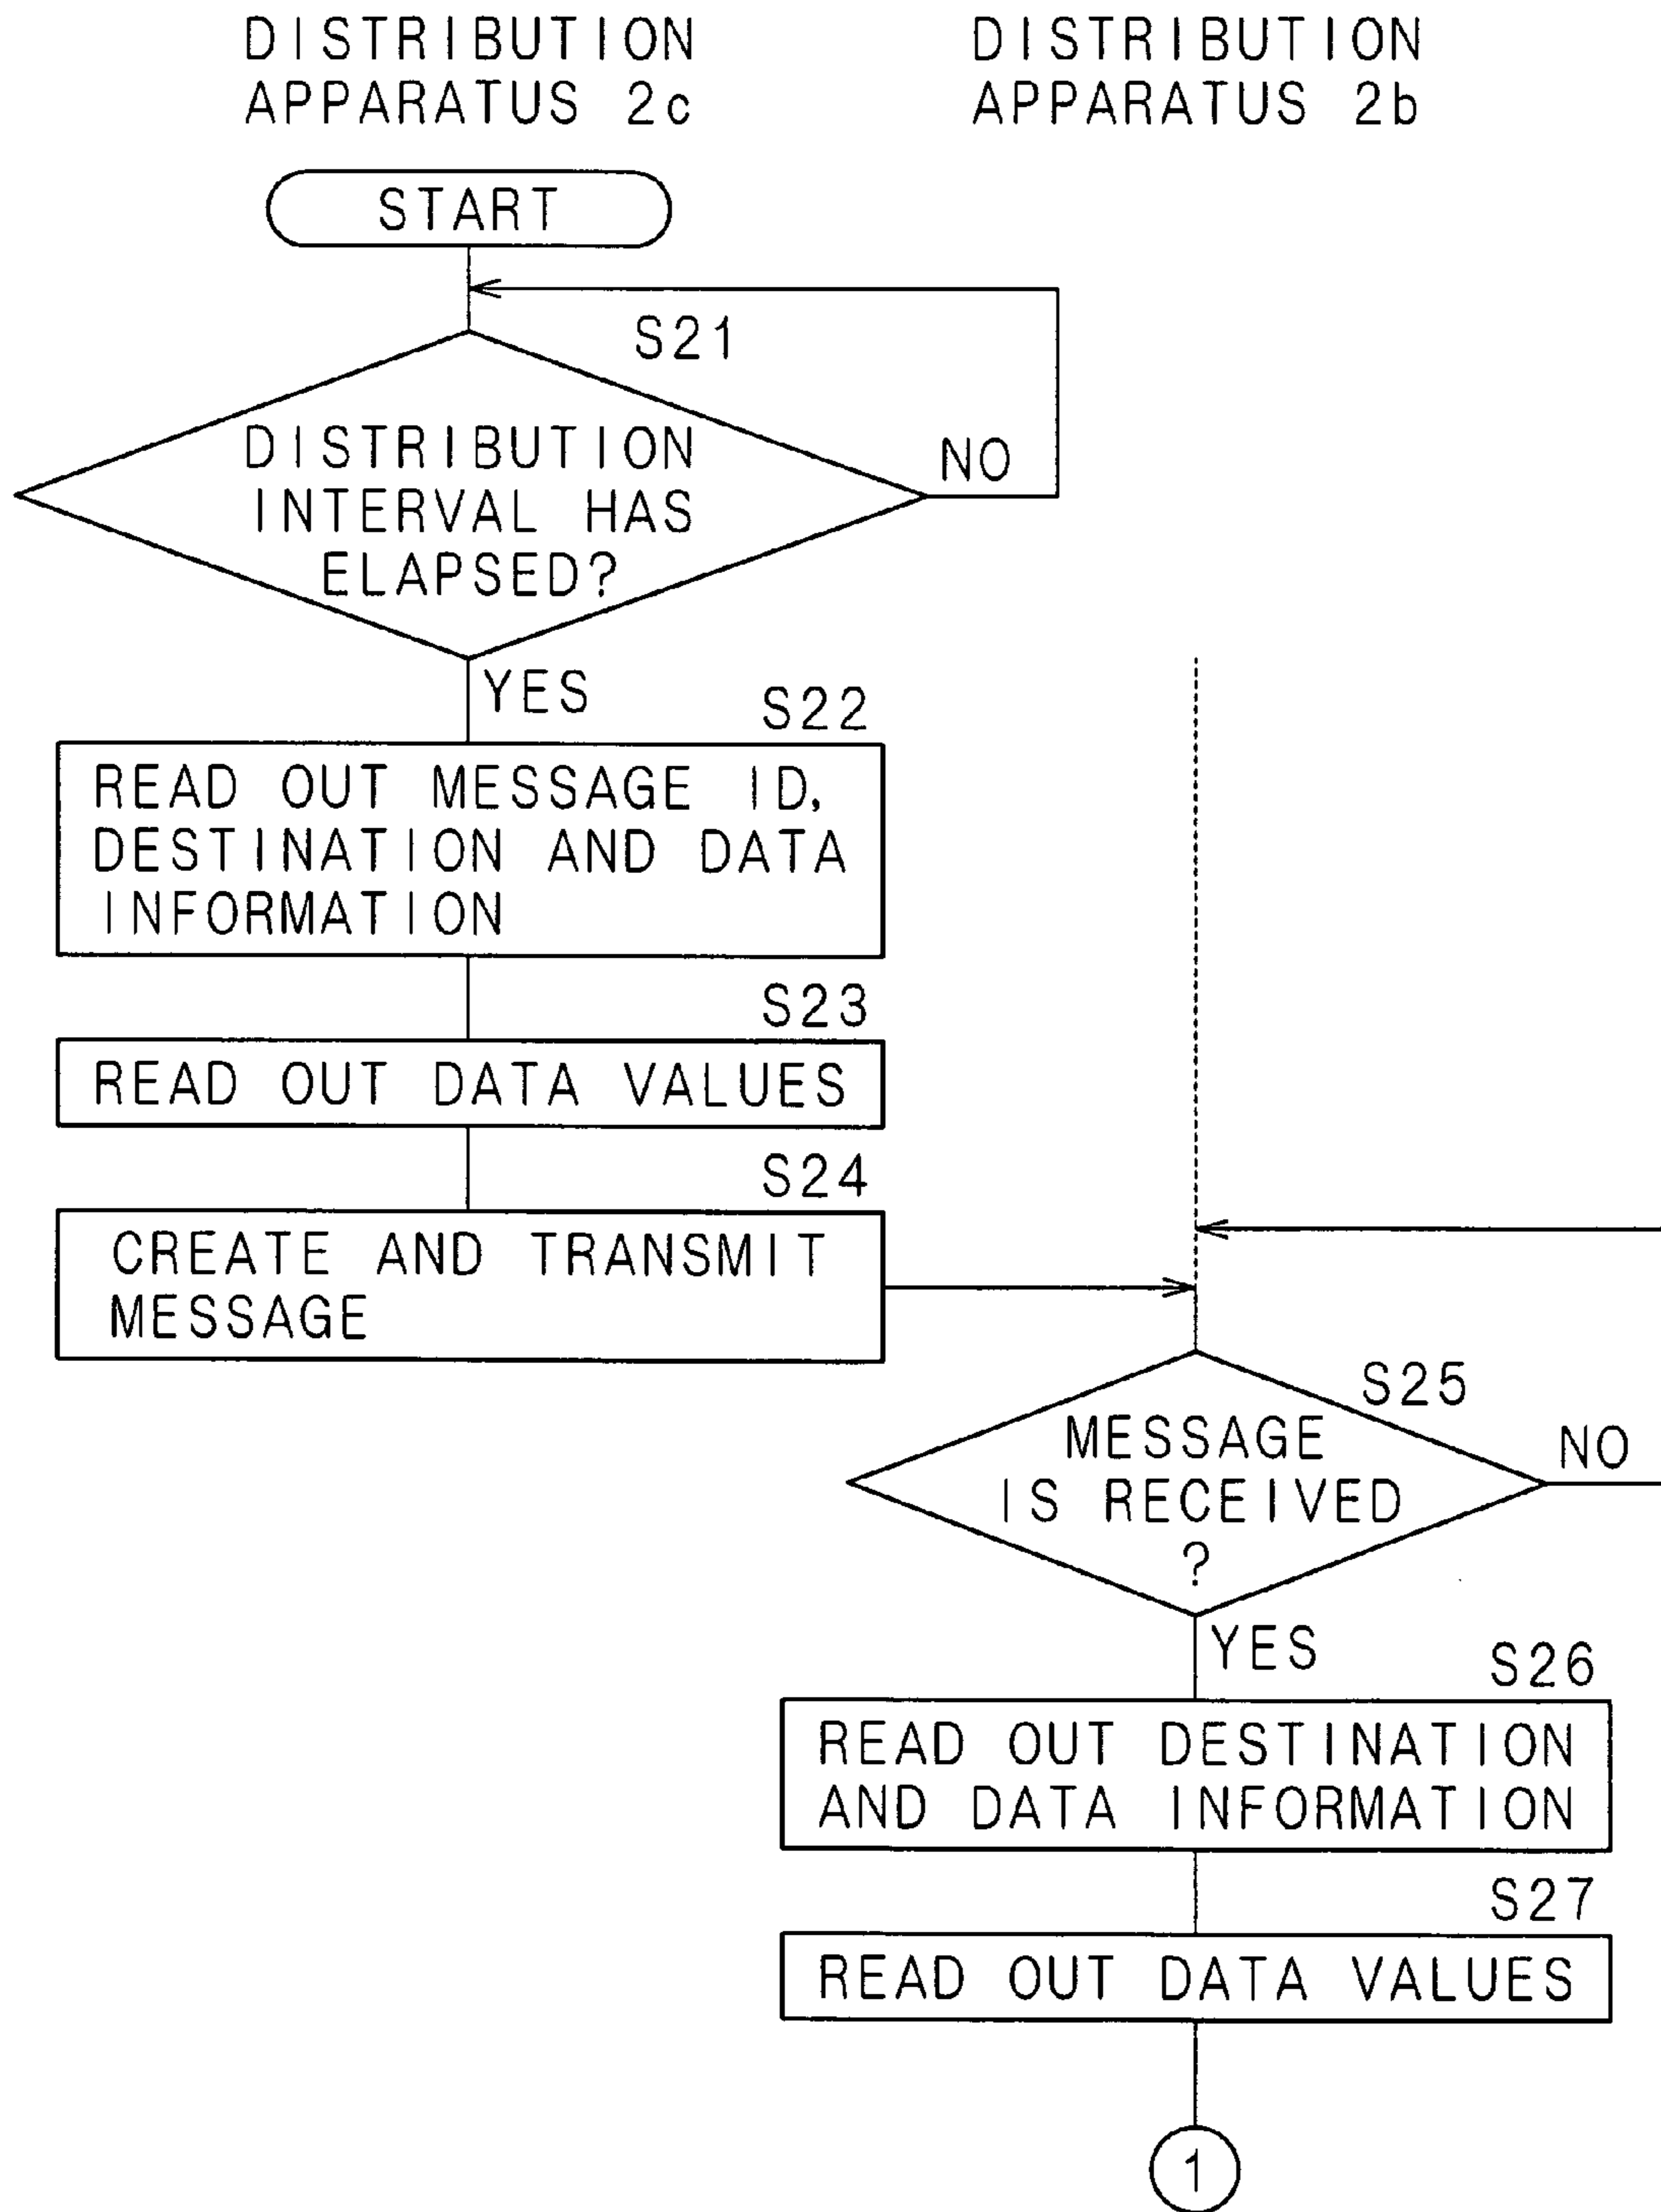 DISTRIBUTION
APPARATUS 2c
DISTRIBUTION
APPARATUS 2b
START
S21
DISTRIBUTION
INTERVAL HAS
ELAPSED?
NO
YES
S22
READ OUT MESSAGE ID,
DESTINATION AND DATA
INFORMATION
S23
READ OUT DATA VALUES
S24
CREATE AND TRANSMIT
MESSAGE
S25
MESSAGE
IS RECEIVED
?
NO
YES
S26
READ OUT DESTINATION
AND DATA INFORMATION
S27
READ OUT DATA VALUES
1